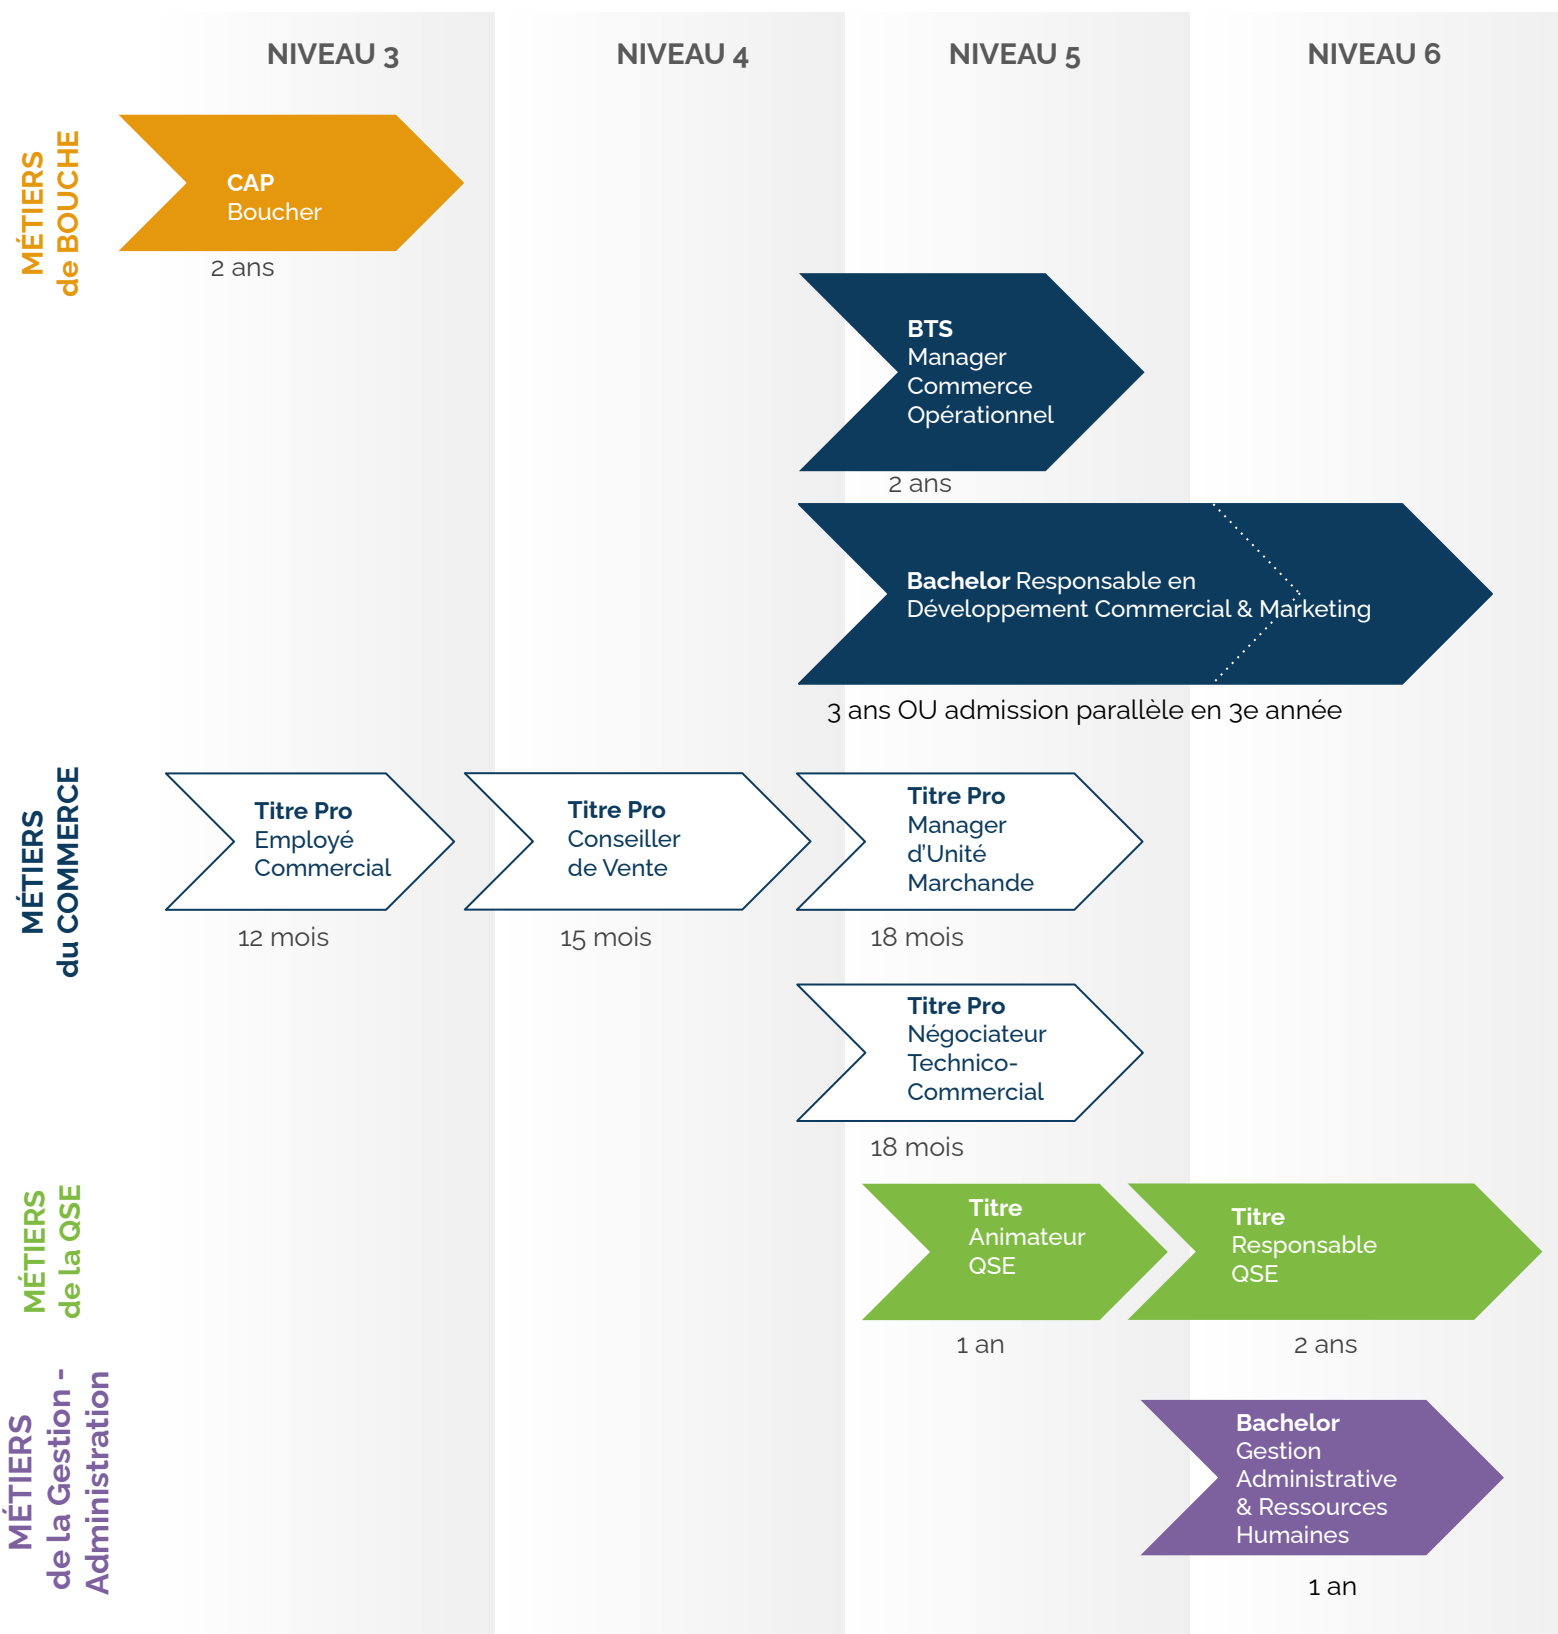 NIVEAU 3
NIVEAU 4
NIVEAU 5
NIVEAU 6
MÉTIERS
de BOUCHE
CAP
Boucher
2 ans
BTS
Manager
Commerce
Opérationnel
2 ans
Bachelor Responsable en
Développement Commercial & Marketing
3 ans OU admission parallèle en 3e année
MÉTIERS
du COMMERCE
Titre Pro
Employé
Commercial
12 mois
Titre Pro
Conseiller
de Vente
15 mois
Titre Pro
Manager
d'Unité
Marchande
18 mois
Titre Pro
Négociateur
Technico-
Commercial
18 mois
MÉTIERS
de la QSE
Titre
Animateur
QSE
1 an
Titre
Responsable
QSE
2 ans
MÉTIERS
de la Gestion -
Administration
Bachelor
Gestion
Administrative
& Ressources
Humaines
1 an